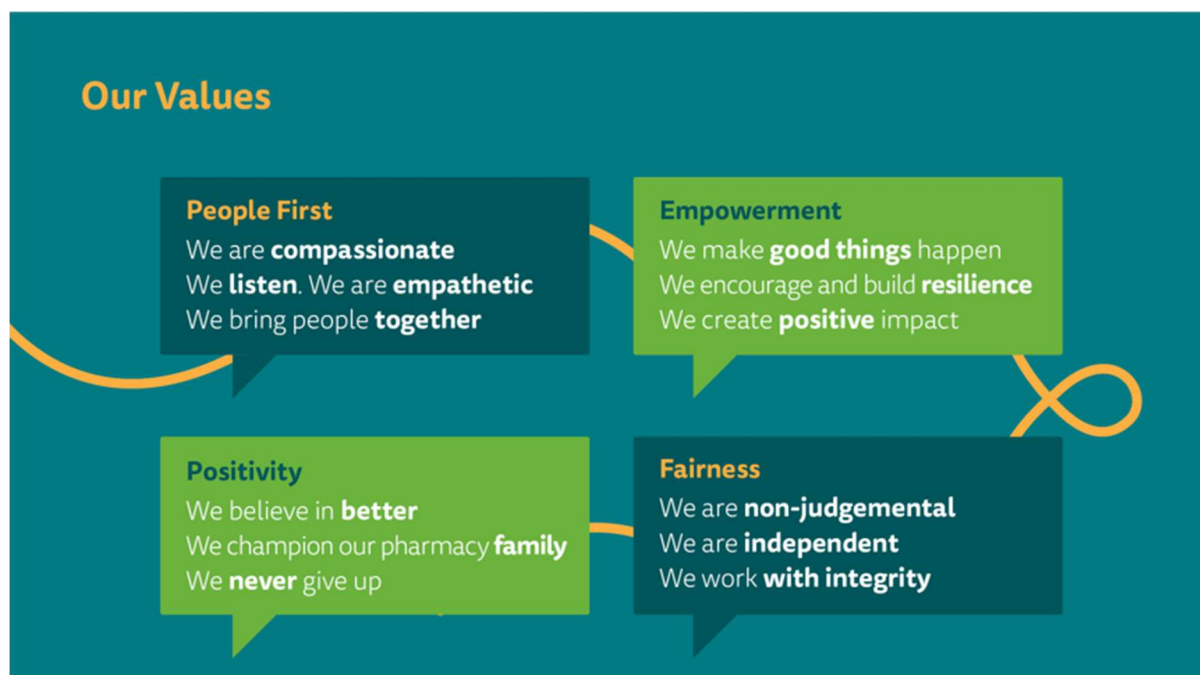 Our Values
People First
We are compassionate
We listen. We are empathetic
We bring people together
Empowerment
We make good things happen
We encourage and build resilience
We create positive impact
Positivity
We believe in better
We champion our pharmacy family
We never give up
Fairness
We are non-judgemental
We are independent
We work with integrity